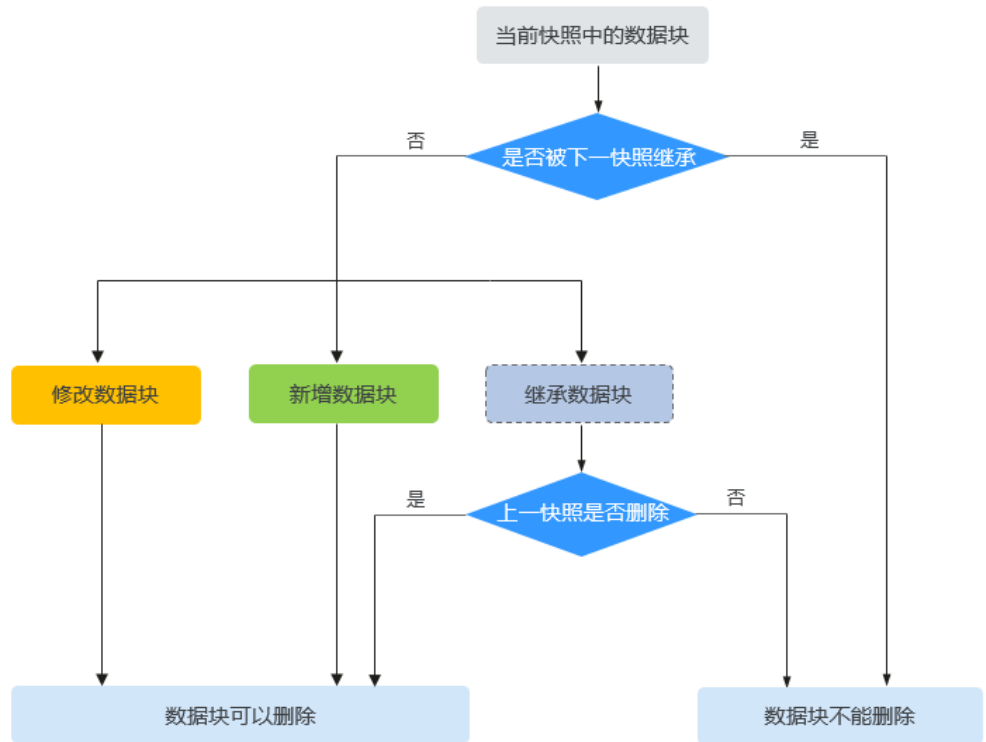 当前快照中的数据块
否
是
是否被下一快照继承
修改数据块
新增数据块
继承数据块
是
否
上一快照是否删除
数据块可以删除
数据块不能删除